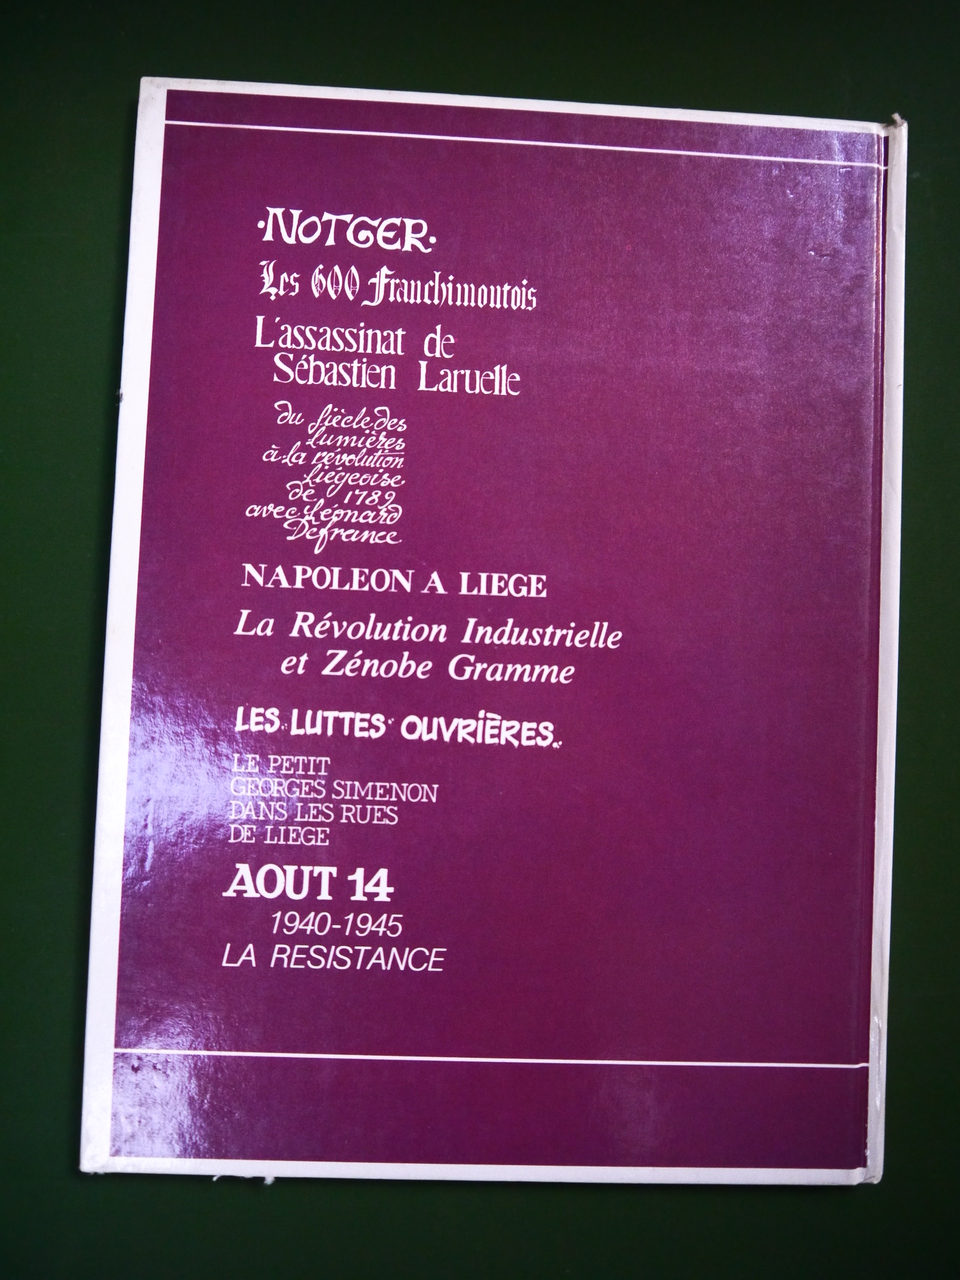 ·NOTGER·
Les 600 Franchimontois
L'assassinat de
Sébastien Laruelle
du siècle des
lumières
à la révolution
liégeoise
de 1789
avec Léonard
Defrance
NAPOLEON A LIEGE
La Révolution Industrielle
et Zénobe Gramme
LES LUTTES OUVRIÈRES
LE PETIT
GEORGES SIMENON
DANS LES RUES
DE LIEGE
AOUT 14
1940-1945
LA RESISTANCE